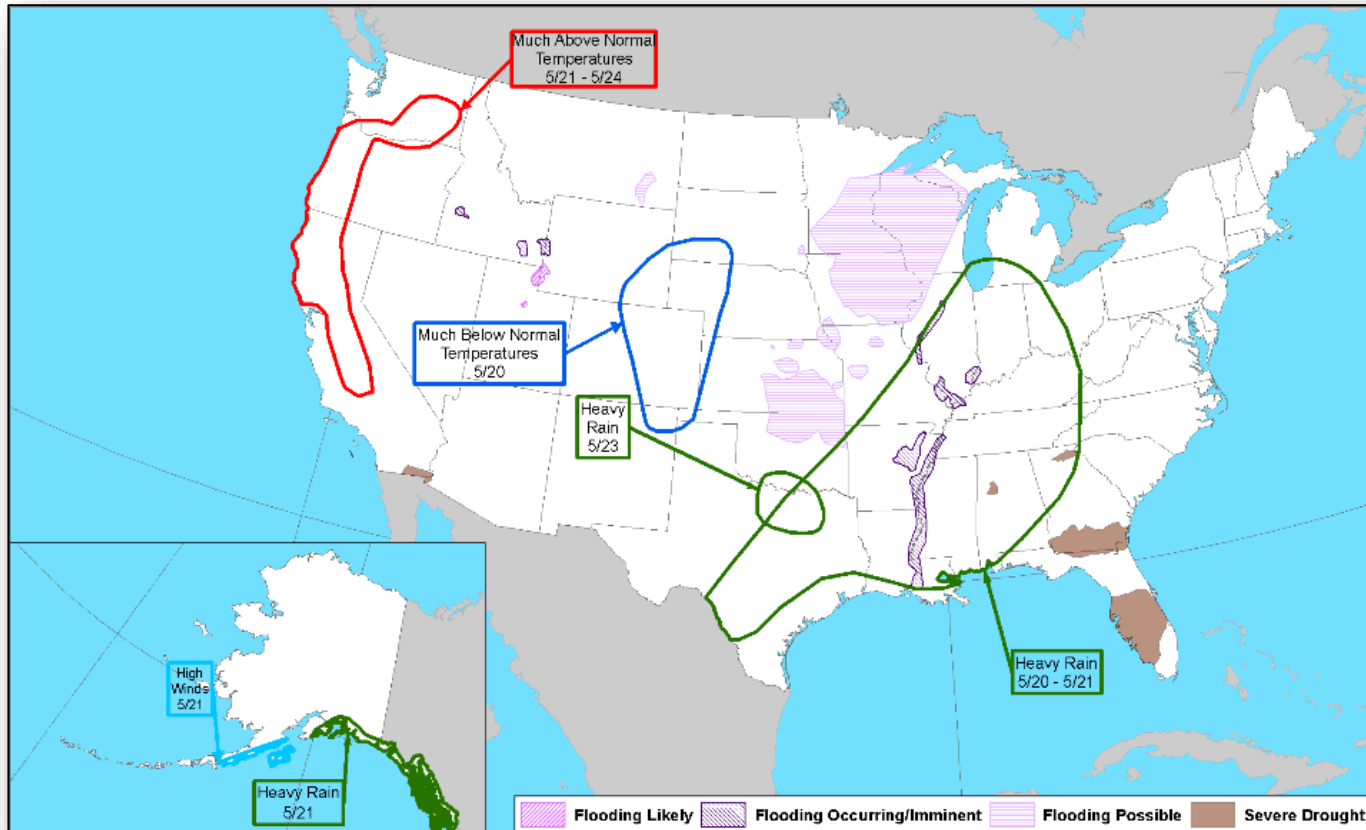 Much Above Normal
Temperatures
5/21 - 5/24
Much Below Normal
Temperatures
5/20
Heavy
Rain
5/23
High
Winds
5/21
Heavy Rain
5/20 - 5/21
Heavy Rain
5/21
Flooding Likely Flooding Occurring/Imminent Flooding Possible Severe Drought